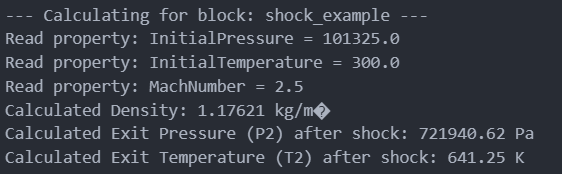 --- Calculating for block: shock_example ---
Read property: InitialPressure = 101325.0
Read property: InitialTemperature = 300.0
Read property: MachNumber = 2.5
Calculated Density: 1.17621 kg/m�
Calculated Exit Pressure (P2) after shock: 721940.62 Pa
Calculated Exit Temperature (T2) after shock: 641.25 K